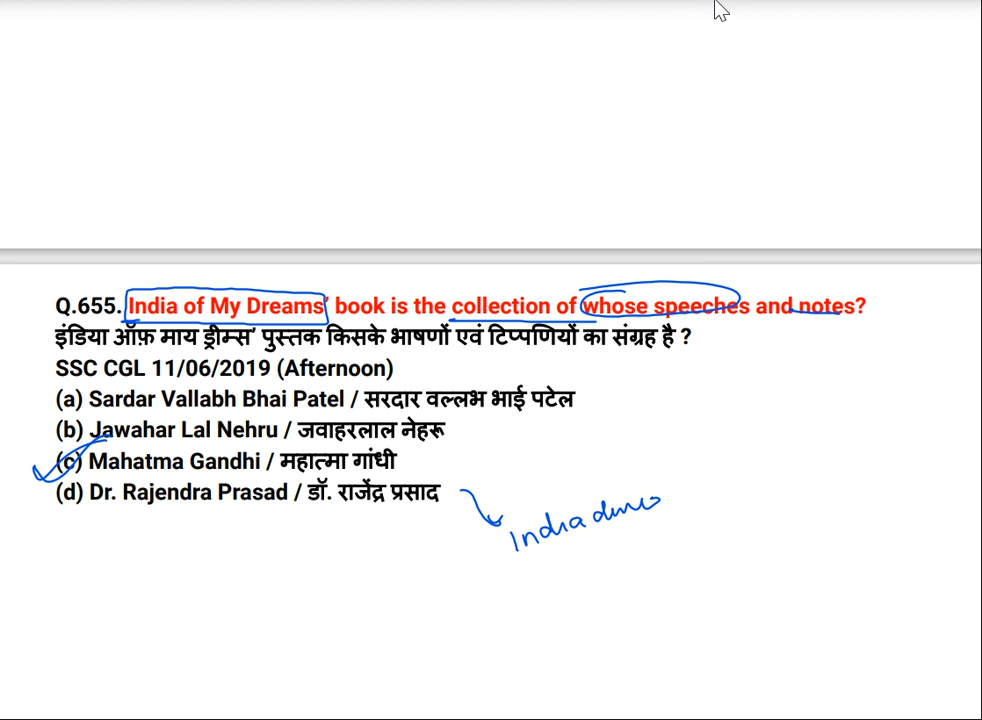 Q.655. India of My Dreams’ book is the collection of whose speeches and notes?
इंडिया ऑफ़ माय ड्रीम्स’ पुस्तक किसके भाषणों एवं टिप्पणियों का संग्रह है ?
SSC CGL 11/06/2019 (Afternoon)
(a) Sardar Vallabh Bhai Patel / सरदार वल्लभ भाई पटेल
(b) Jawahar Lal Nehru / जवाहरलाल नेहरू
(c) Mahatma Gandhi / महात्मा गांधी
(d) Dr. Rajendra Prasad / डॉ. राजेंद्र प्रसाद
India